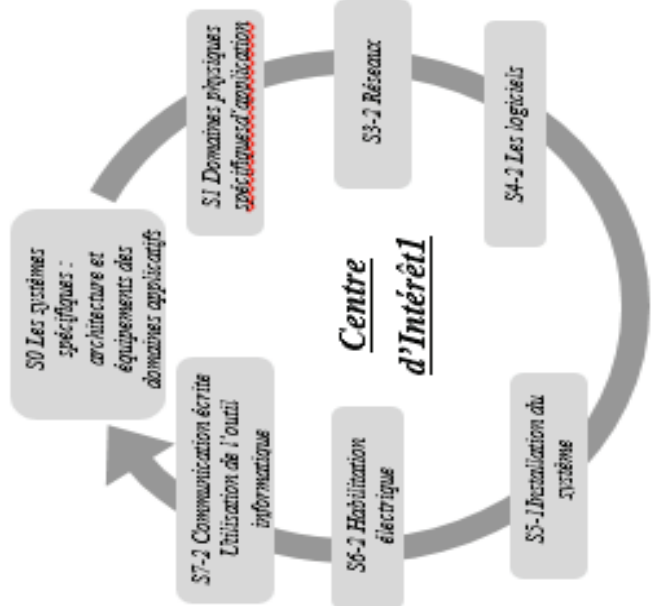 S0 Les systèmes
spécifiques :
architecture et
équipements des
domaines applicatifs
S1 Domaines physiques
spécifiquesd'application
S3-2 Réseaux
S4-2 Les logiciels
S5-1Installation du
système
S6-2 Habilitation
électrique
S7-2 Communication écrite
Utilisation de l'outil
informatique
Centre
d'Intérêt1